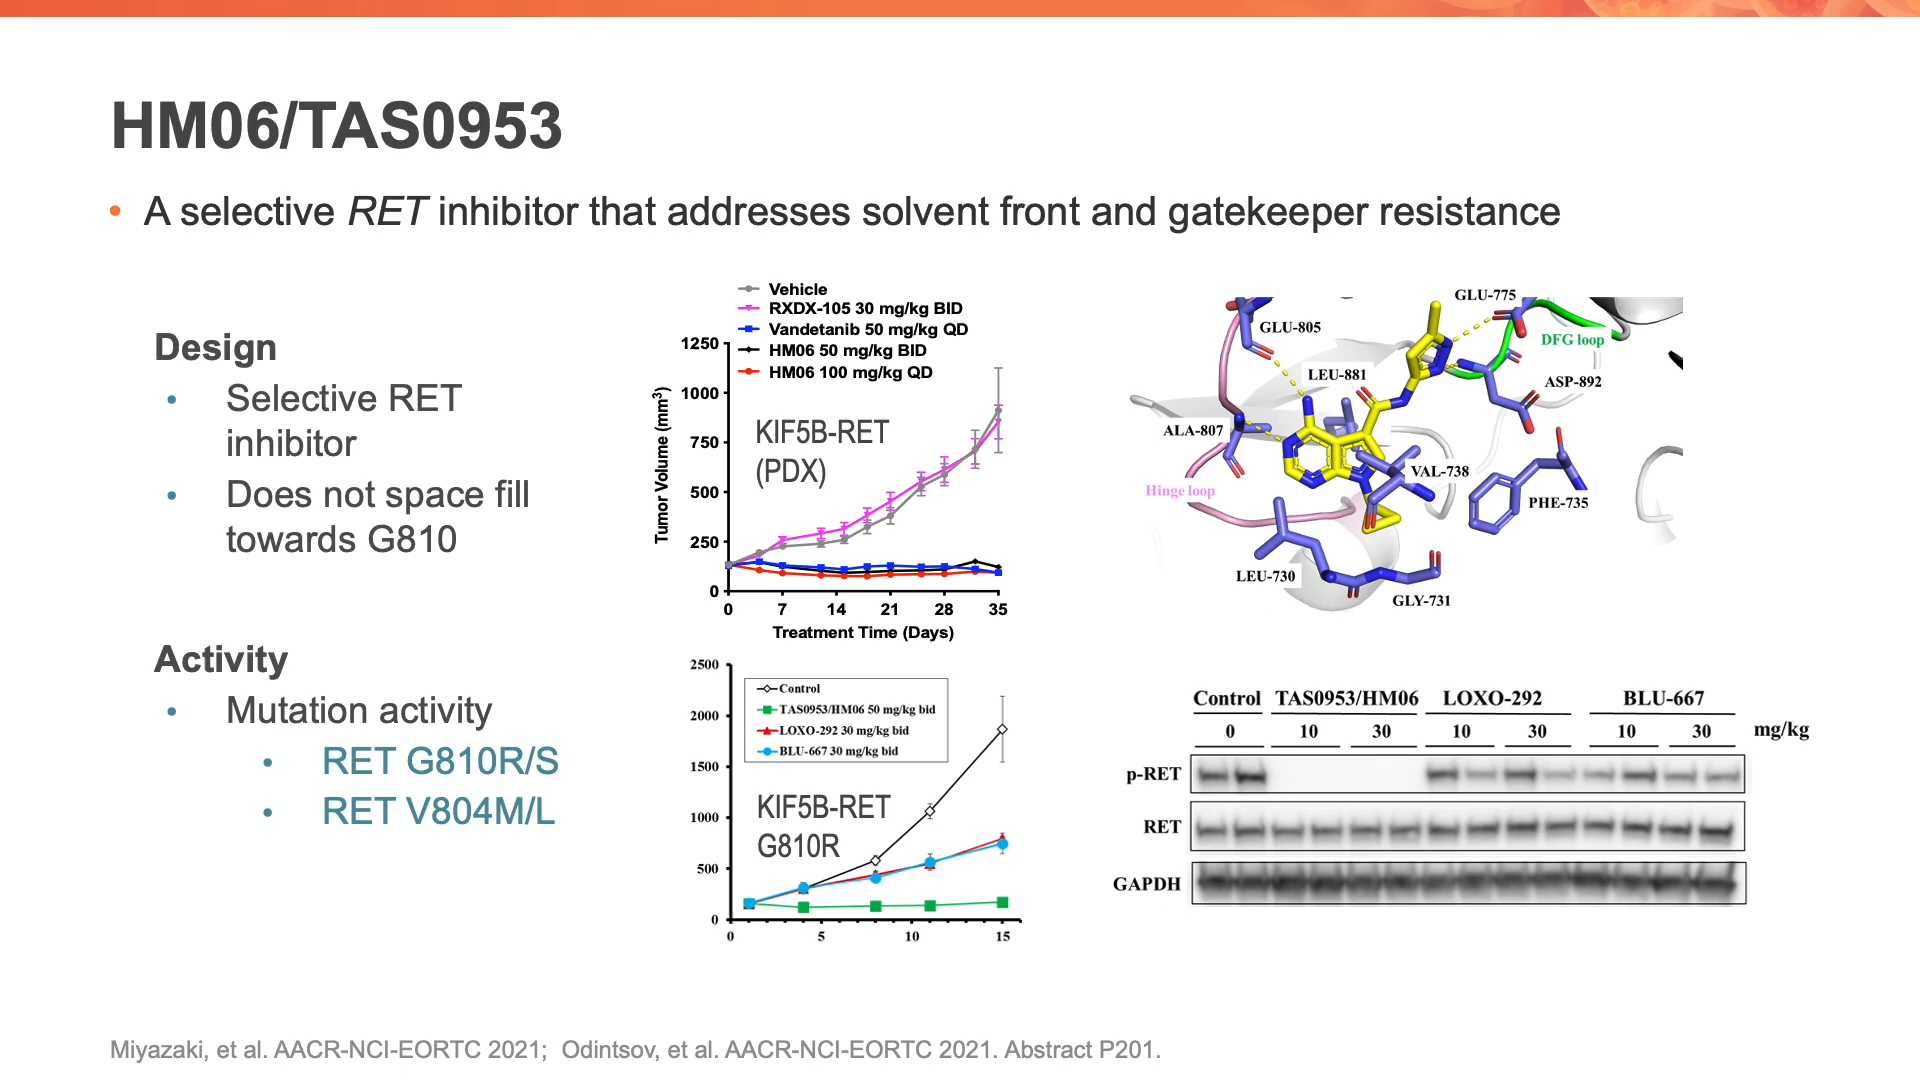 HM06/TAS0953
• A selective RET inhibitor that addresses solvent front and gatekeeper resistance
Design
• Selective RET
inhibitor
• Does not space fill
towards G810
Activity
• Mutation activity
• RET G810R/S
• RET V804M/L
Vehicle
RXDX-105 30 mg/kg BID
Vandetanib 50 mg/kg QD
HM06 50 mg/kg BID
HM06 100 mg/kg QD
KIF5B-RET
(PDX)
Tumor Volume (mm³)
1250
1000
750
500
250
0
0 7 14 21 28 35
Treatment Time (Days)
Control
TAS0953/HM06 50 mg/kg bid
LOXO-292 30 mg/kg bid
BLU-667 30 mg/kg bid
KIF5B-RET
G810R
2500
2000
1500
1000
500
0
0 5 10 15
GLU-775
GLU-805
DFG loop
LEU-881
ASP-892
ALA-807
VAL-738
Hinge loop
PHE-735
LEU-730
GLY-731
Control TAS0953/HM06 LOXO-292 BLU-667
0 10 30 10 30 10 30 mg/kg
p-RET
RET
GAPDH
Miyazaki, et al. AACR-NCI-EORTC 2021; Odintsov, et al. AACR-NCI-EORTC 2021. Abstract P201.